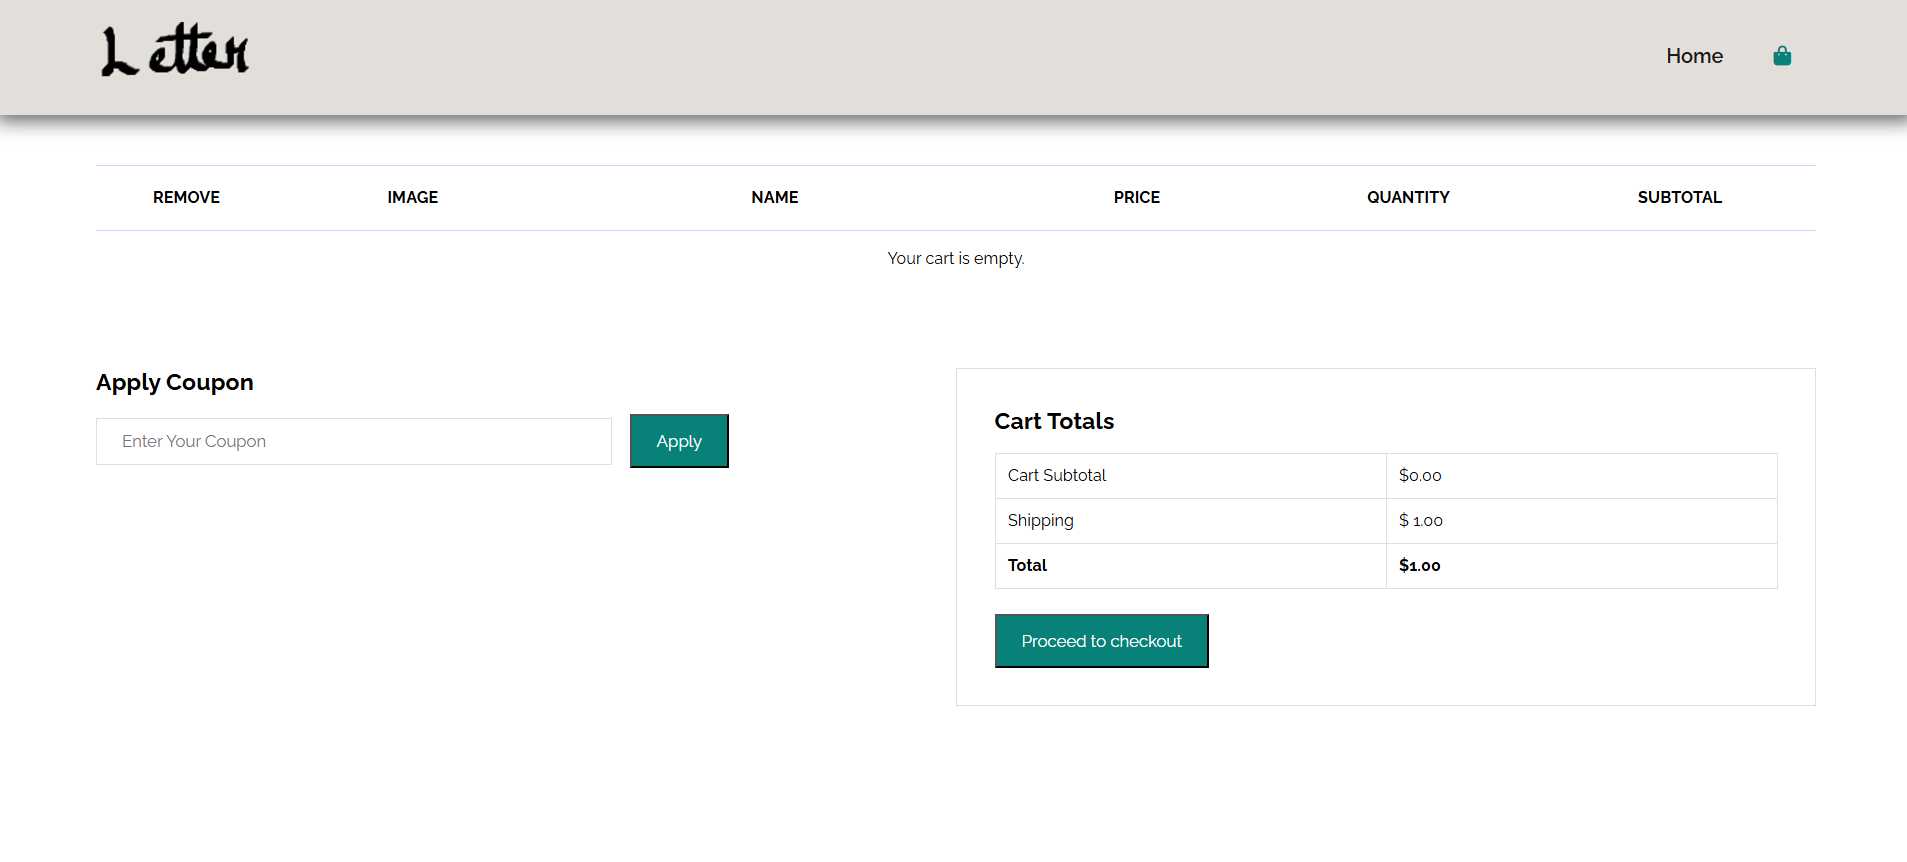 Letter
Home
REMOVE IMAGE NAME PRICE QUANTITY SUBTOTAL
Your cart is empty.
Apply Coupon
Enter Your Coupon Apply
Cart Totals
Cart Subtotal $0.00
Shipping $ 1.00
Total $1.00
Proceed to checkout